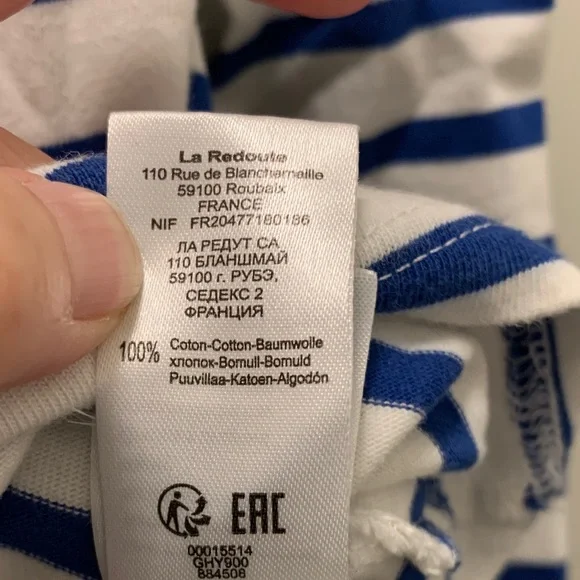 La Redoute
110 Rue de Blanchemaille
59100 Roubaix
FRANCE
NIF FR20477180186
ЛА РЕДУТ СА
110 БЛАНШМАЙ
59100 г. РУБЭ,
СЕДЕКС 2
ФРАНЦИЯ
100% Coton-Cotton-Baumwolle
хлопок-Bomull-Bomuld
Puuvillaa-Katoen-Algodón
EAC
00015514
GHY900
884508